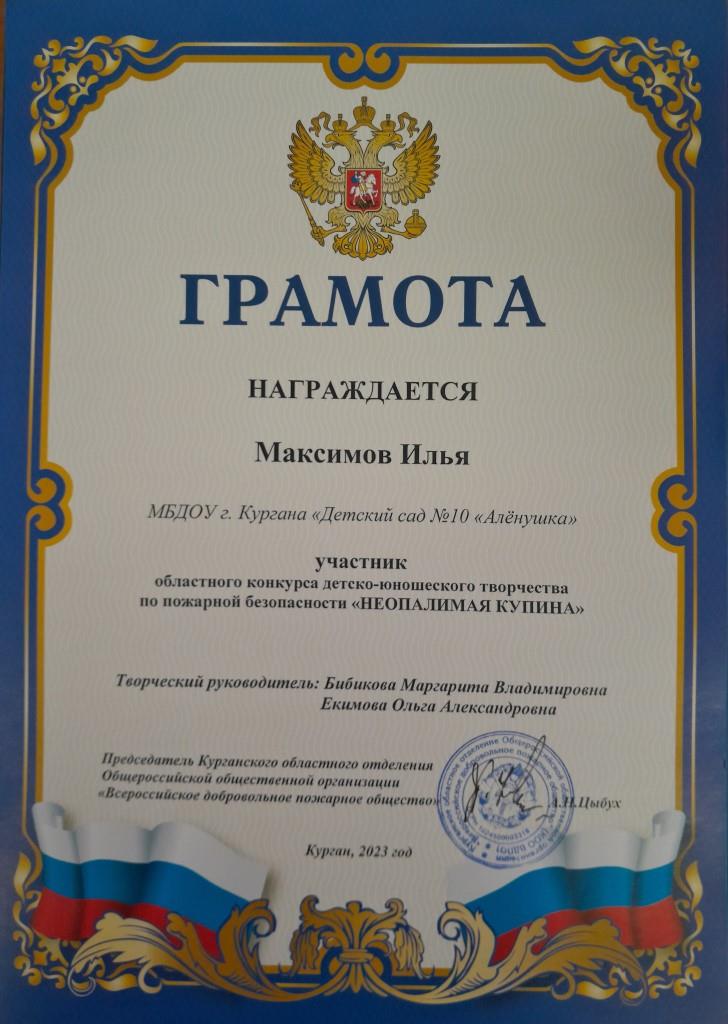 ГРАМОТА
НАГРАЖДАЕТСЯ
Максимов Илья
МБДОУ г. Кургана «Детский сад №10 «Алёнушка»
участник
областного конкурса детско-юношеского творчества
по пожарной безопасности «НЕОПАЛИМАЯ КУПИНА»
Творческий руководитель: Бибикова Маргарита Владимировна
Екимова Ольга Александровна
Председатель Курганского областного отделения
Общероссийской общественной организации
«Всероссийское добровольное пожарное общество»
А.Н.Цыбух
Курган, 2023 год